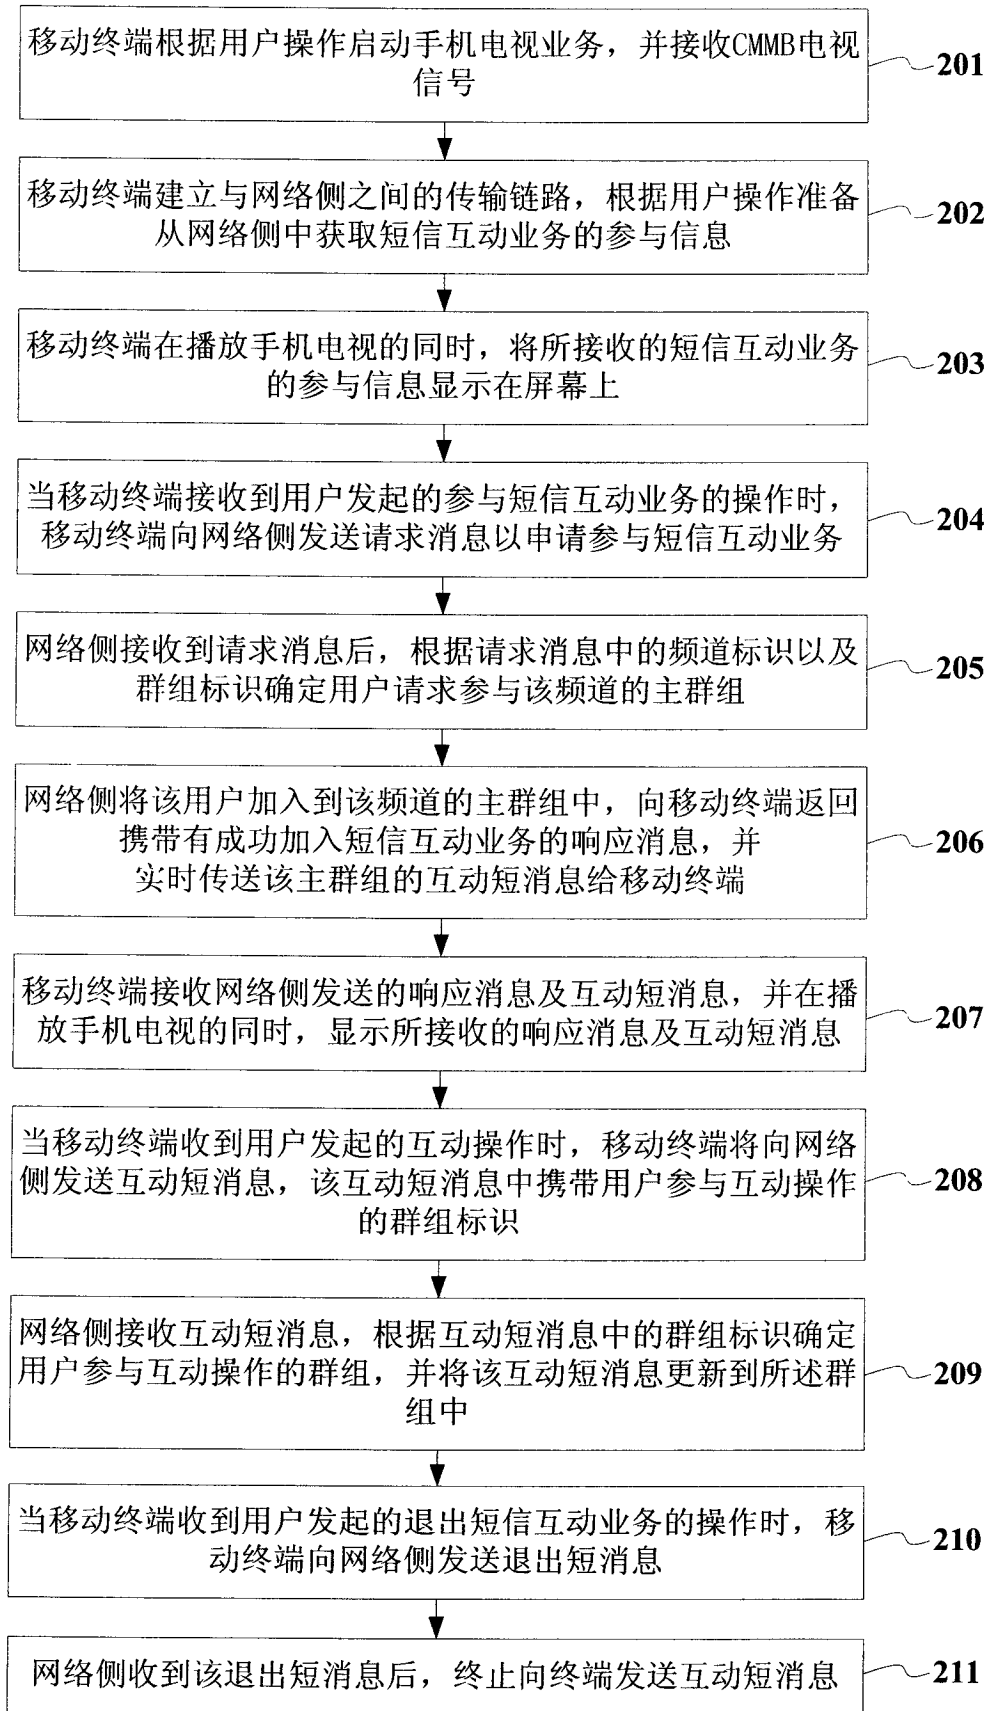 移动终端根据用户操作启动手机电视业务，并接收CMMB电视
信号
201
移动终端建立与网络侧之间的传输链路，根据用户操作准备
从网络侧中获取短信互动业务的参与信息
202
移动终端在播放手机电视的同时，将所接收的短信互动业务
的参与信息显示在屏幕上
203
当移动终端接收到用户发起的参与短信互动业务的操作时，
移动终端向网络侧发送请求消息以申请参与短信互动业务
204
网络侧接收到请求消息后，根据请求消息中的频道标识以及
群组标识确定用户请求参与该频道的主群组
205
网络侧将该用户加入到该频道的主群组中，向移动终端返回
携带有成功加入短信互动业务的响应消息，并
实时传送该主群组的互动短消息给移动终端
206
移动终端接收网络侧发送的响应消息及互动短消息，并在播
放手机电视的同时，显示所接收的响应消息及互动短消息
207
当移动终端收到用户发起的互动操作时，移动终端将向网络
侧发送互动短消息，该互动短消息中携带用户参与互动操作
的群组标识
208
网络侧接收互动短消息，根据互动短消息中的群组标识确定
用户参与互动操作的群组，并将该互动短消息更新到所述群
组中
209
当移动终端收到用户发起的退出短信互动业务的操作时，移
动终端向网络侧发送退出短消息
210
网络侧收到该退出短消息后，终止向终端发送互动短消息
211